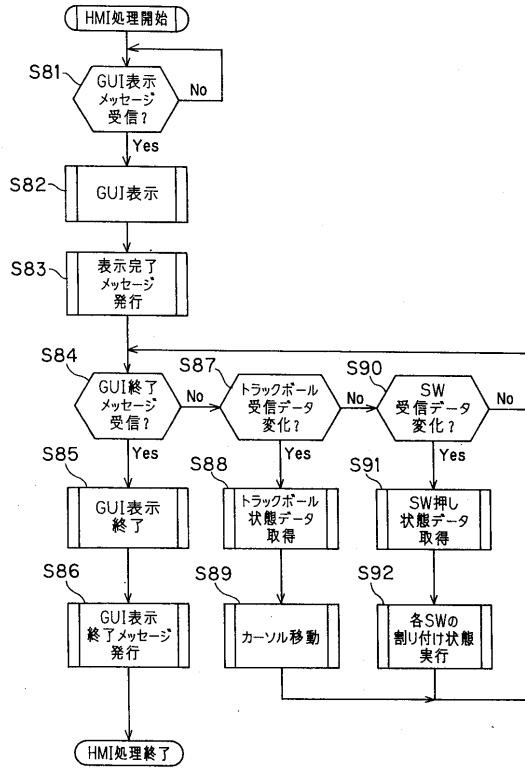 HMI処理開始
S81
GUI表示
メッセージ
受信?
No
Yes
S82
GUI表示
S83
表示完了
メッセージ
発行
S84
GUI終了
メッセージ
受信?
No
Yes
S87
トラックボール
受信データ
変化?
No
Yes
S90
SW
受信データ
変化?
No
Yes
S85
GUI表示
終了
S88
トラックボール
状態データ
取得
S91
SW押し
状態データ
取得
S86
GUI表示
終了メッセージ
発行
S89
カーソル移動
S92
各SWの
割り付け状態
実行
HMI処理終了